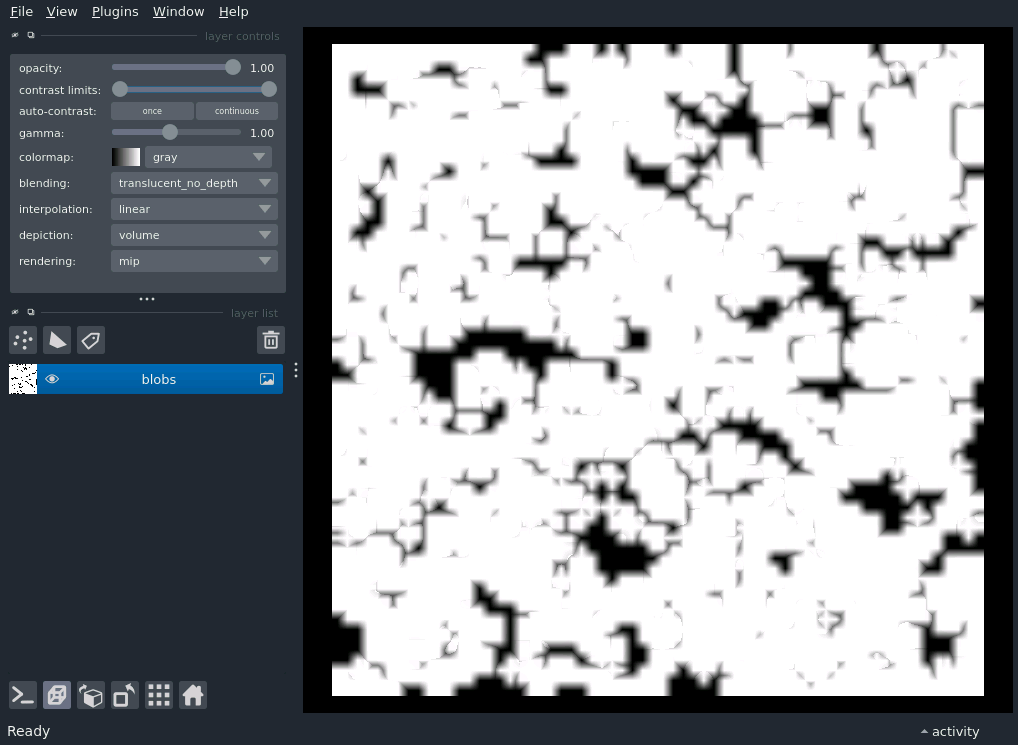 File View Plugins Window Help
layer controls
opacity: 1.00
contrast limits:
auto-contrast: once continuous
gamma: 1.00
colormap: gray
blending: translucent_no_depth
interpolation: linear
depiction: volume
rendering: mip
layer list
blobs
Ready activity